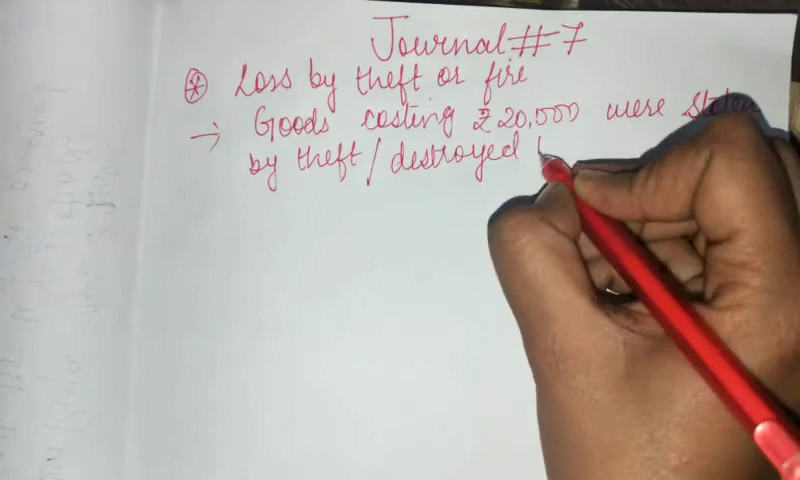 Journal #7
⊛ Loss by theft or fire
→ Goods costing ₹20,000 were stolen
by theft / destroyed